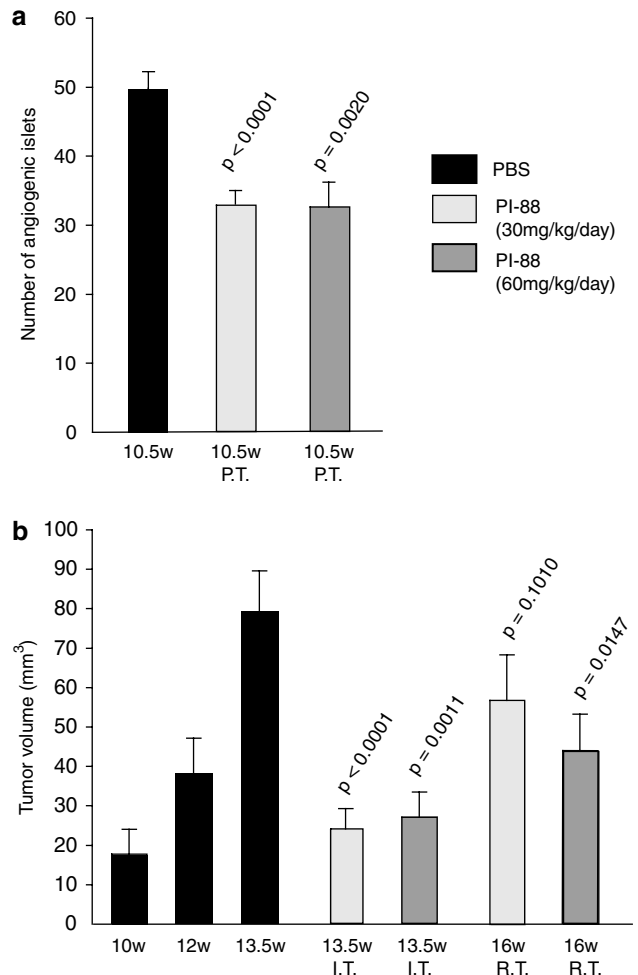 a
60
50
40
30
20
10
0
Number of angiogenic islets
p < 0.0001
p = 0.0020
10.5w
10.5w
P.T.
10.5w
P.T.
PBS
PI-88
(30mg/kg/day)
PI-88
(60mg/kg/day)
b
100
90
80
70
60
50
40
30
20
10
0
Tumor volume (mm³)
p < 0.0001
p = 0.0011
p = 0.1010
p = 0.0147
10w
12w
13.5w
13.5w
I.T.
13.5w
I.T.
16w
R.T.
16w
R.T.